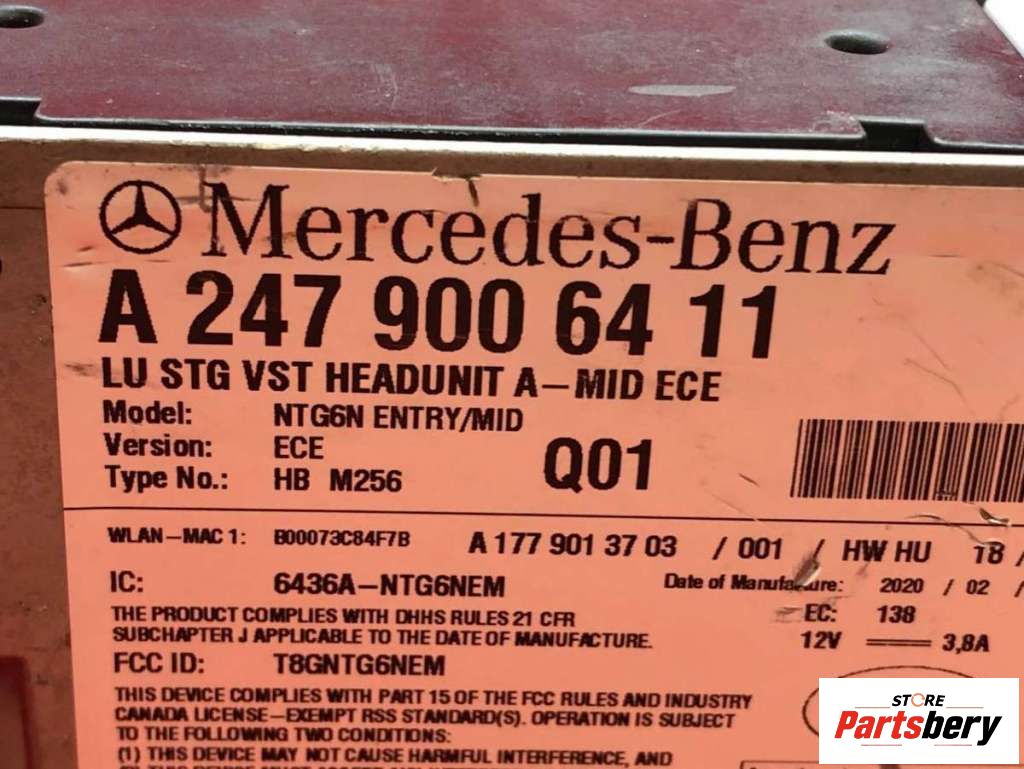 Mercedes-Benz
A 247 900 64 11
LU STG VST HEADUNIT A-MID ECE
Model: NTG6N ENTRY/MID
Version: ECE
Q01
Type No.: HB M256
WLAN-MAC 1: B00073C84F7B A 177 901 37 03 / 001 / HW HU 18 /
IC: 6436A-NTG6NEM Date of Manufacture: 2020 / 02 /
THE PRODUCT COMPLIES WITH DHHS RULES 21 CFR EC: 138
SUBCHAPTER J APPLICABLE TO THE DATE OF MANUFACTURE. 12V 3,8A
FCC ID: T8GNTG6NEM
THIS DEVICE COMPLIES WITH PART 15 OF THE FCC RULES AND INDUSTRY
CANADA LICENSE-EXEMPT RSS STANDARD(S). OPERATION IS SUBJECT
TO THE FOLLOWING TWO CONDITIONS:
(1) THIS DEVICE MAY NOT CAUSE HARMFUL INTERFERENCE, AND
STORE
Partsbery